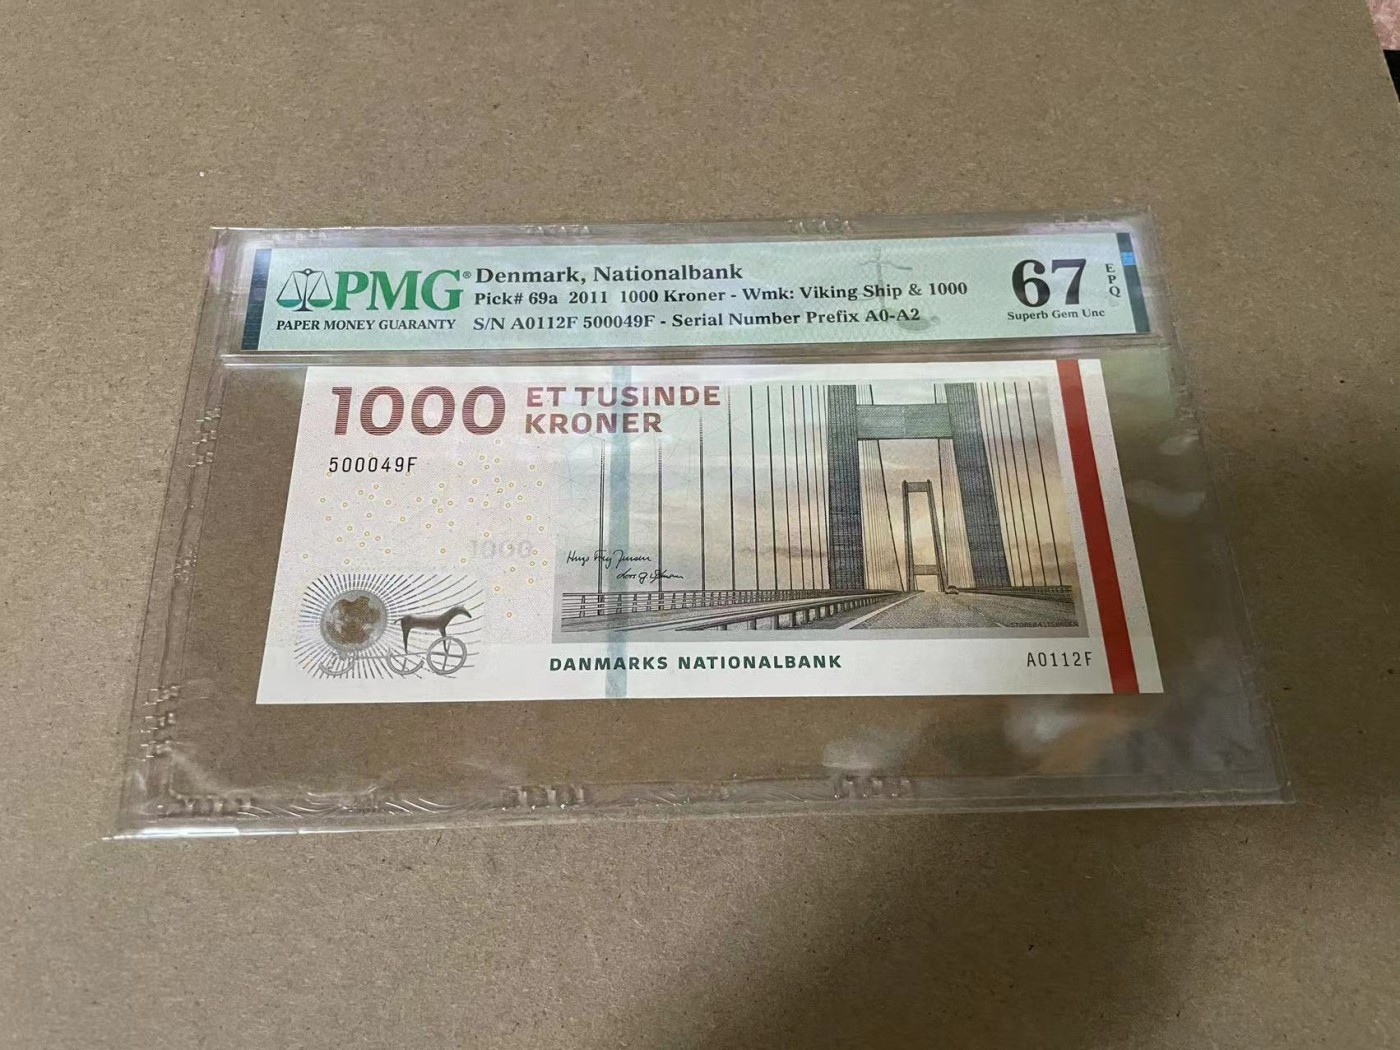 PMG®
PAPER MONEY GUARANTY
Denmark, Nationalbank
Pick# 69a 2011 1000 Kroner - Wmk: Viking Ship & 1000
S/N A0112F 500049F - Serial Number Prefix A0-A2
67
EPQ
Superb Gem Unc
1000
ET TUSINDE
KRONER
500049F
1000
DANMARKS NATIONALBANK
A0112F